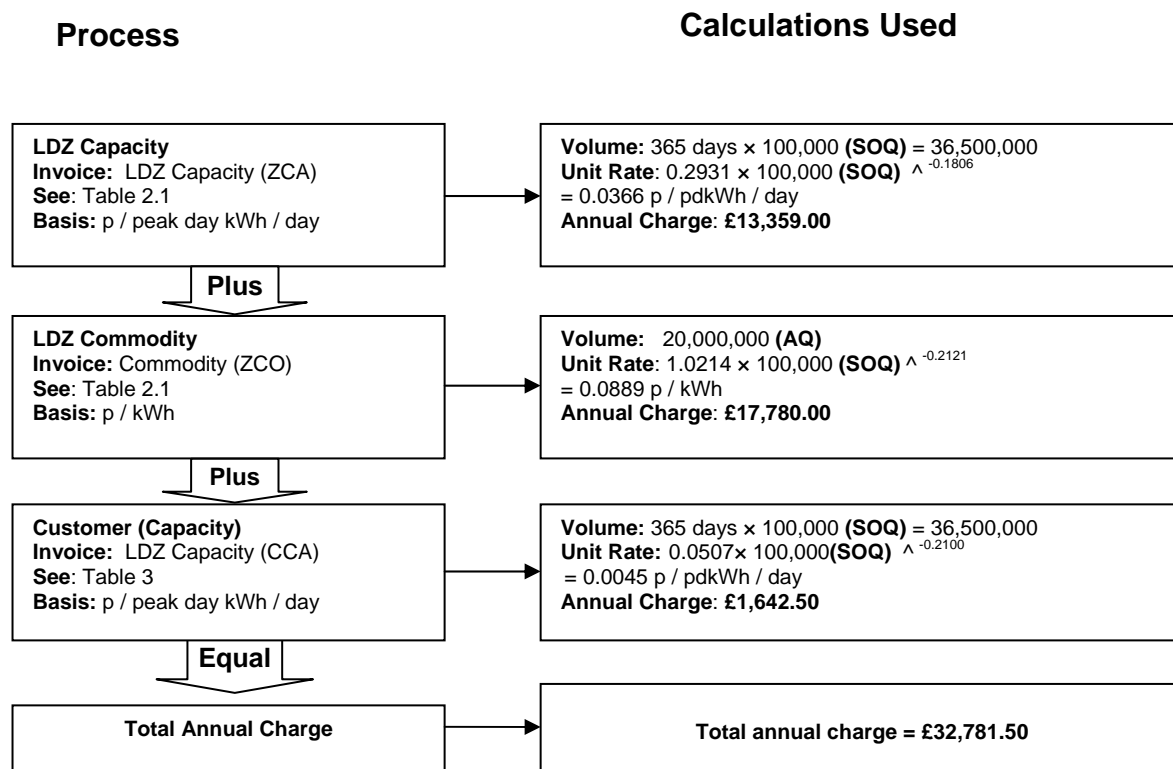 Process
Calculations Used
LDZ Capacity
Invoice: LDZ Capacity (ZCA)
See: Table 2.1
Basis: p / peak day kWh / day
Volume: 365 days × 100,000 (SOQ) = 36,500,000
Unit Rate: 0.2931 × 100,000 (SOQ) ^ -0.1806
= 0.0366 p / pdkWh / day
Annual Charge: £13,359.00
Plus
LDZ Commodity
Invoice: Commodity (ZCO)
See: Table 2.1
Basis: p / kWh
Volume: 20,000,000 (AQ)
Unit Rate: 1.0214 × 100,000 (SOQ) ^ -0.2121
= 0.0889 p / kWh
Annual Charge: £17,780.00
Plus
Customer (Capacity)
Invoice: LDZ Capacity (CCA)
See: Table 3
Basis: p / peak day kWh / day
Volume: 365 days × 100,000 (SOQ) = 36,500,000
Unit Rate: 0.0507× 100,000(SOQ) ^ -0.2100
= 0.0045 p / pdkWh / day
Annual Charge: £1,642.50
Equal
Total Annual Charge
Total annual charge = £32,781.50